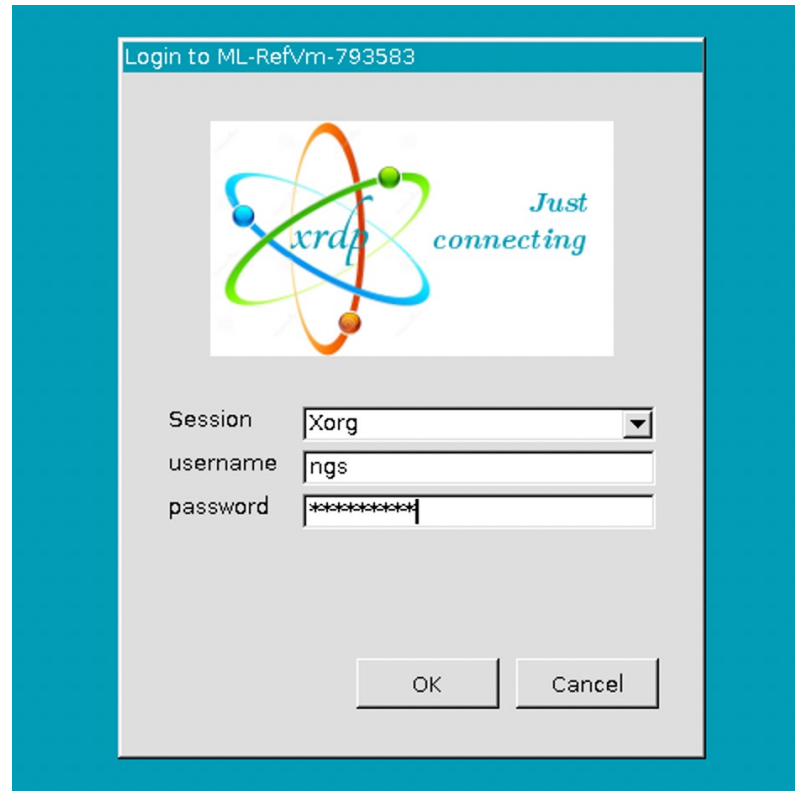 Login to ML-RefVm-793583
xrdp
Just
connecting
Session
Xorg
username
ngs
password
*********
OK
Cancel